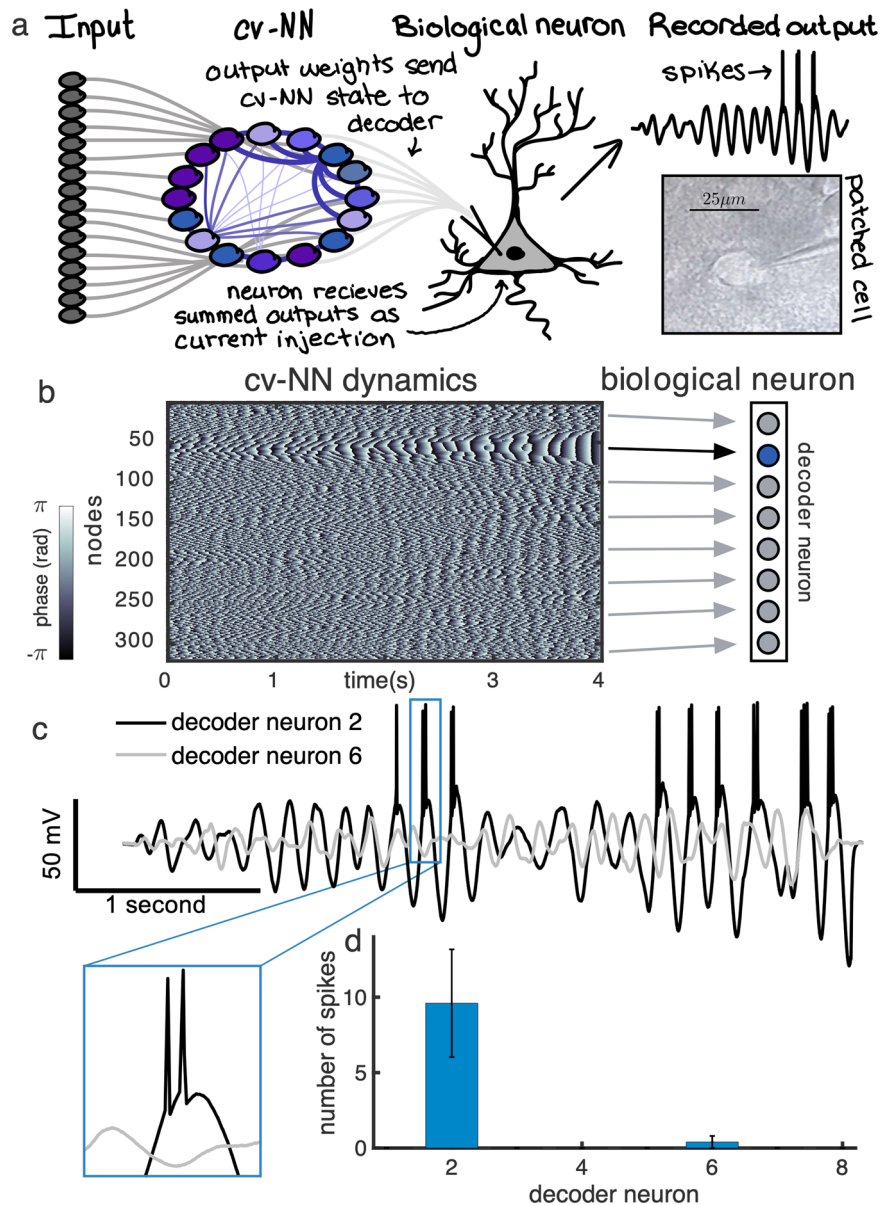 a
Input
cv-NN
Biological neuron
Recorded output
output weights send
cv-NN state to
decoder
spikes→
25μm
patched cell
neuron recieves
summed outputs as
current injection
b
cv-NN dynamics
biological neuron
50
100
150
200
250
300
nodes
π
-π
phase (rad)
0
1
time(s)
3
4
decoder neuron
c
decoder neuron 2
decoder neuron 6
50 mV
1 second
d
number of spikes
10
5
0
2
4
6
8
decoder neuron